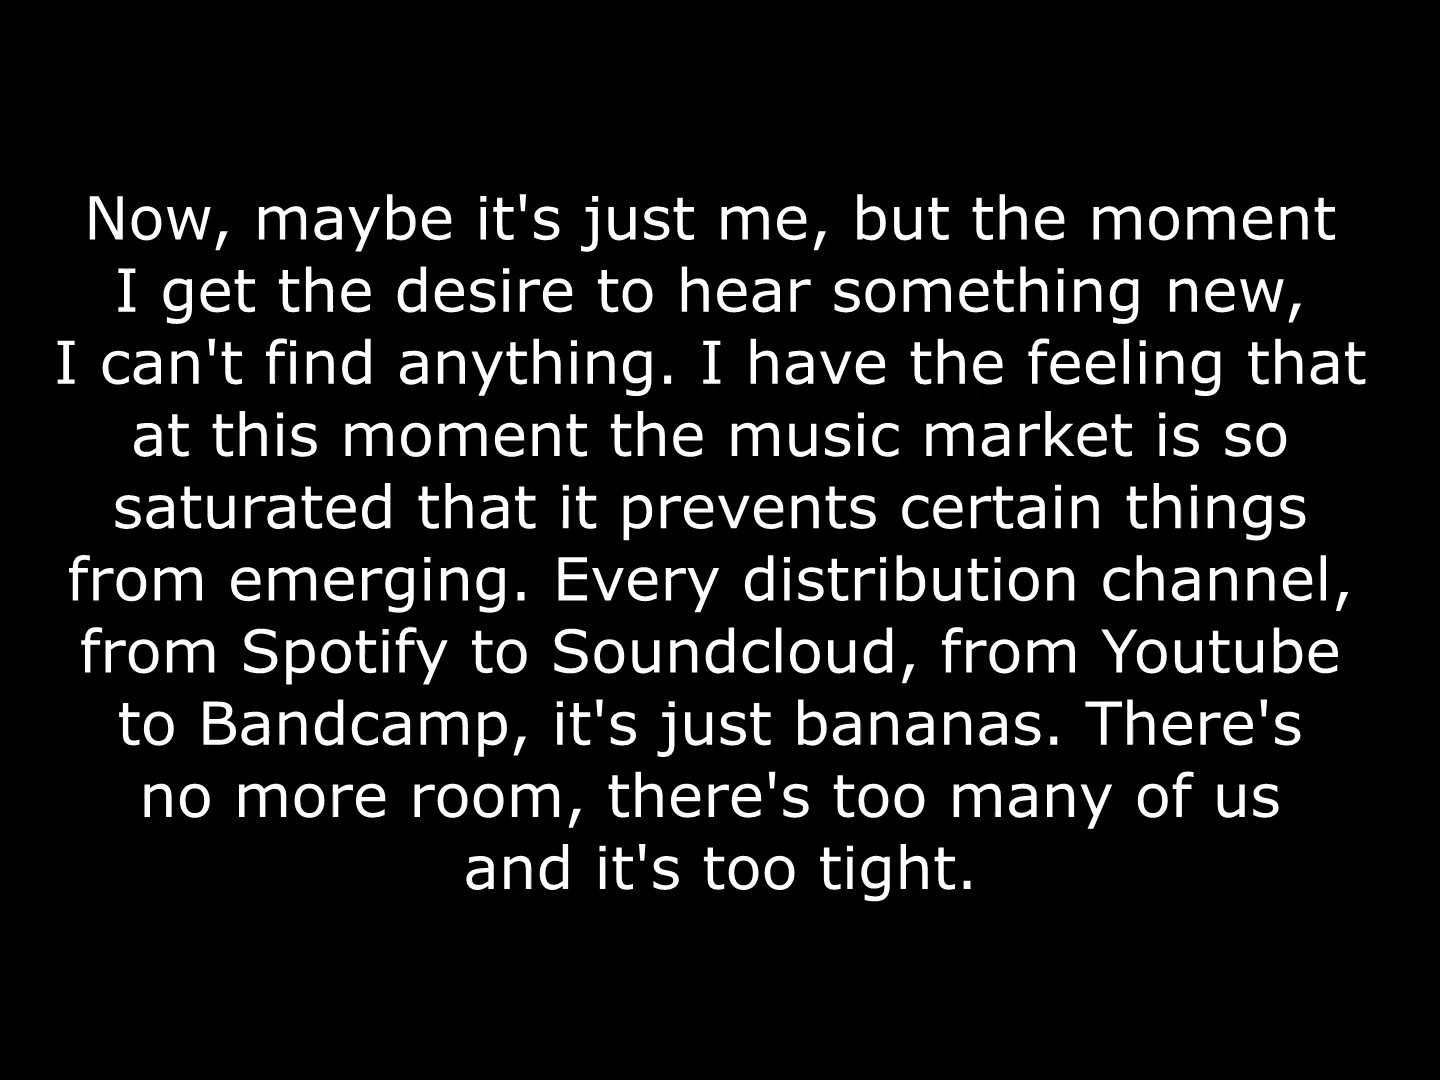 Now, maybe it's just me, but the moment
I get the desire to hear something new,
I can't find anything. I have the feeling that
at this moment the music market is so
saturated that it prevents certain things
from emerging. Every distribution channel,
from Spotify to Soundcloud, from Youtube
to Bandcamp, it's just bananas. There's
no more room, there's too many of us
and it's too tight.